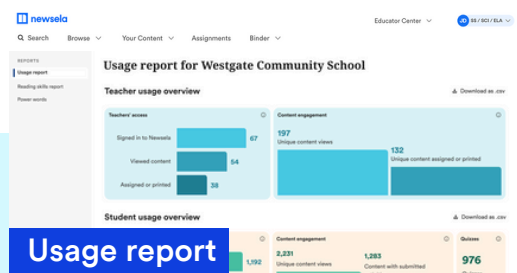 newsela
Educator Center
JD SS / SCI / ELA
Search Browse Your Content Assignments Binder
REPORTS
Usage report
Reading skills report
Power words
Usage report for Westgate Community School
Teacher usage overview
Download as .csv
Teachers' access
Signed in to Newsela 67
Viewed content 54
Assigned or printed 38
Content engagement
197
Unique content views
132
Unique content assigned or printed
Student usage overview
Download as .csv
1,192
Content engagement
2,231
Unique content views
1,283
Content with submitted
Quizzes
976
Usage report